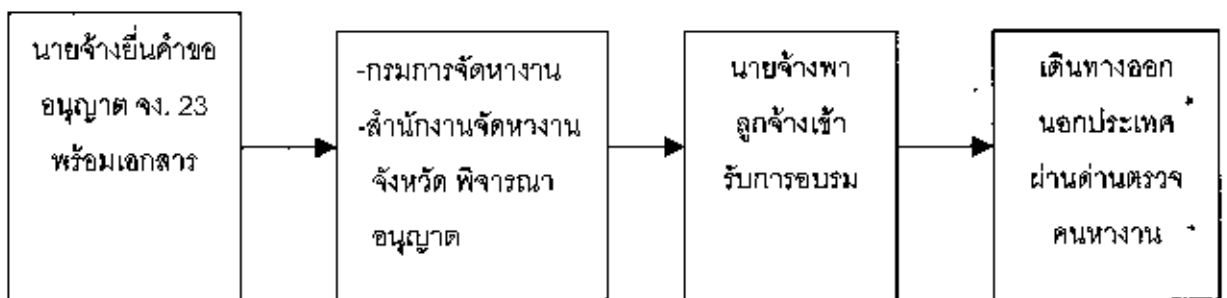 นายจ้างยื่นคำขอ
อนุญาต จง. 23
พร้อมเอกสาร
-กรมการจัดหางาน
-สำนักงานจัดหวงาน
จังหวัด พิจารณา
อนุญาต
นายจ้างพา
ลูกจ้างเข้า
รับการอบรม
เดินทางออก
นอกประเทศ
ผ่านด่านตรวจ
คนหางาน